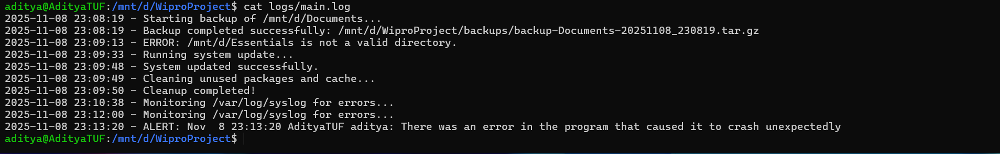 aditya@AdityaTUF:/mnt/d/WiproProject$ cat logs/main.log
2025-11-08 23:08:19 - Starting backup of /mnt/d/Documents...
2025-11-08 23:08:19 - Backup completed successfully: /mnt/d/WiproProject/backups/backup-Documents-20251108_230819.tar.gz
2025-11-08 23:09:13 - ERROR: /mnt/d/Essentials is not a valid directory.
2025-11-08 23:09:33 - Running system update...
2025-11-08 23:09:48 - System updated successfully.
2025-11-08 23:09:49 - Cleaning unused packages and cache...
2025-11-08 23:09:50 - Cleanup completed!
2025-11-08 23:10:38 - Monitoring /var/log/syslog for errors...
2025-11-08 23:12:00 - Monitoring /var/log/syslog for errors...
2025-11-08 23:13:20 - ALERT: Nov  8 23:13:20 AdityaTUF aditya: There was an error in the program that caused it to crash unexpectedly
aditya@AdityaTUF:/mnt/d/WiproProject$